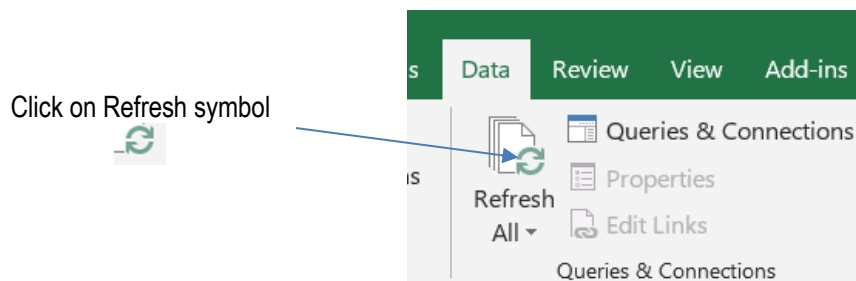 s Data Review View Add-ins
Click on Refresh symbol
Queries & Connections
s
Properties
Refresh
All
Edit Links
Queries & Connections